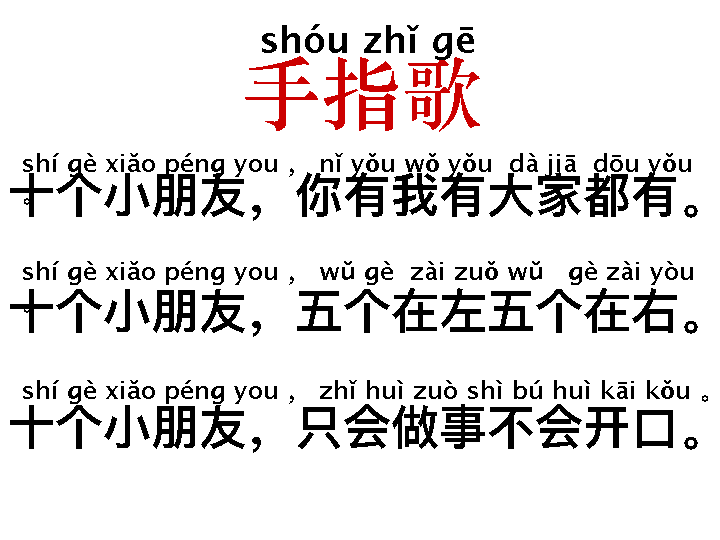 shóu zhǐ gē
手指歌
shí gè xiǎo péng you , nǐ yǒu wǒ yǒu dà jiā dōu yǒu 。
十个小朋友，你有我有大家都有。
shí gè xiǎo péng you , wǔ gè zài zuǒ wǔ gè zài yòu 。
十个小朋友，五个在左五个在右。
shí gè xiǎo péng you , zhǐ huì zuò shì bú huì kāi kǒu 。
十个小朋友，只会做事不会开口。